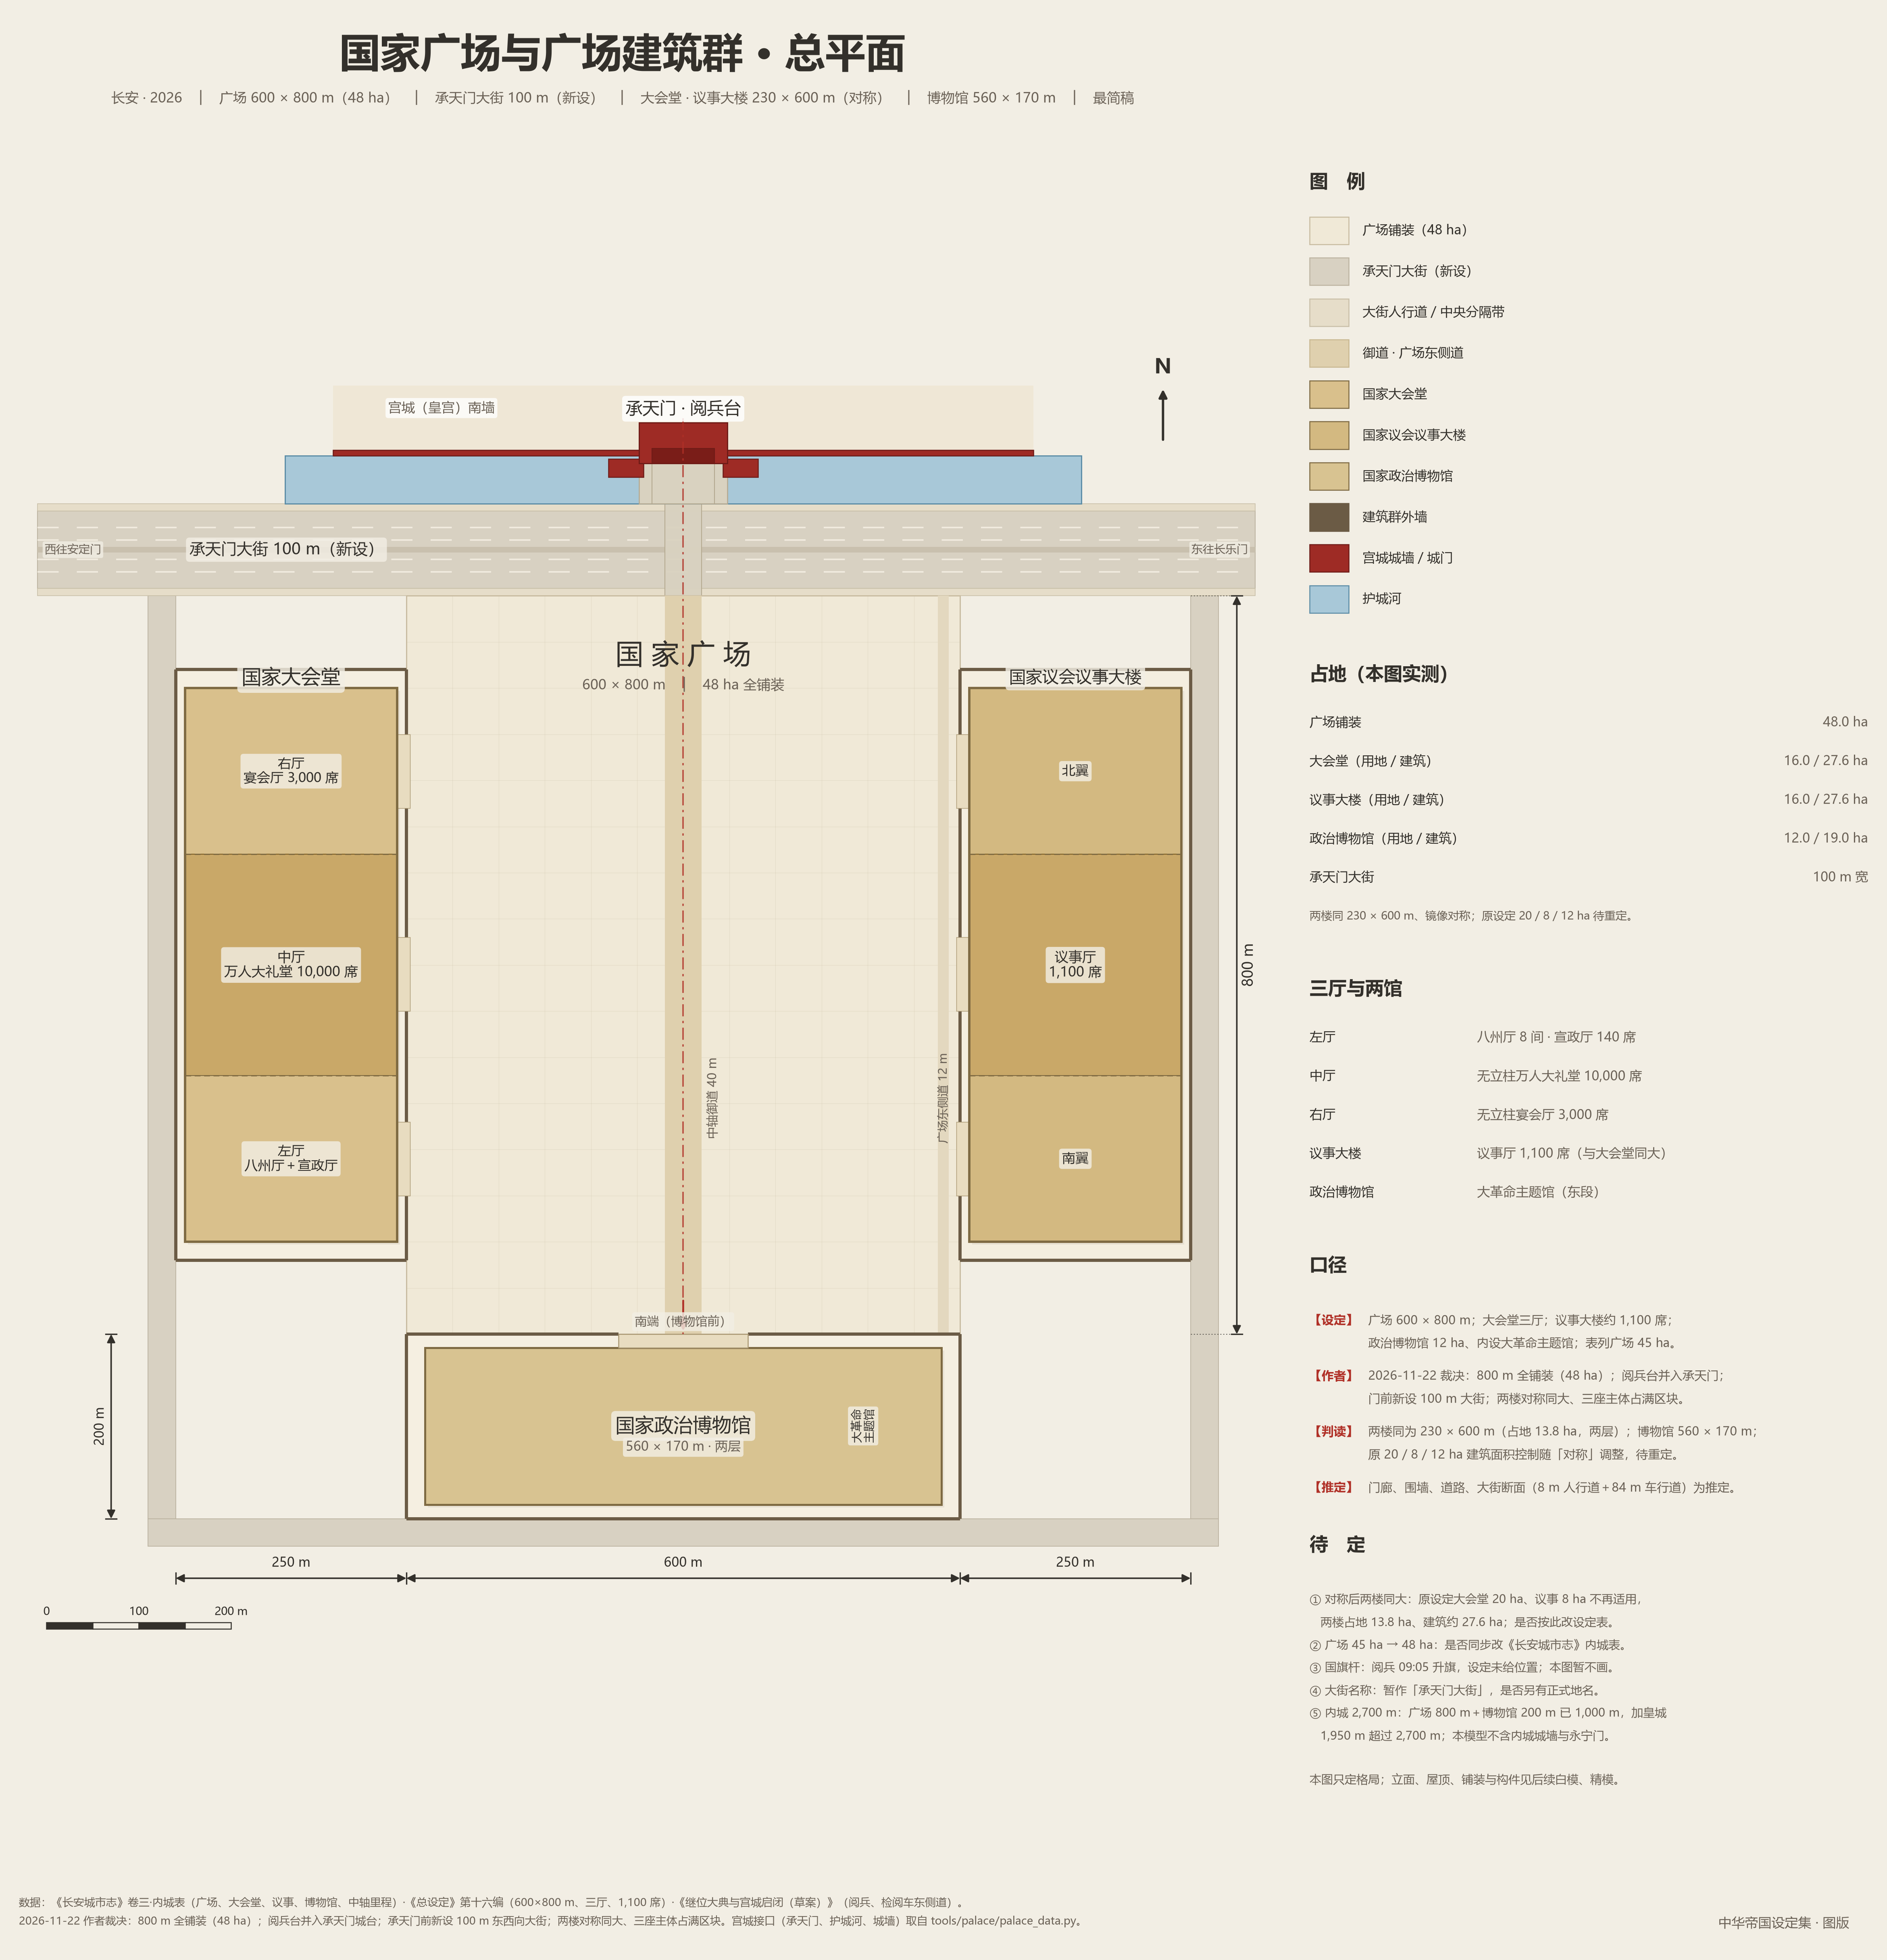 国家广场与广场建筑群 · 总平面
长安 · 2026 | 广场 600 × 800 m（48 ha） | 承天门大街 100 m（新设） | 大会堂 · 议事大楼 230 × 600 m（对称） | 博物馆 560 × 170 m | 最简稿
N
宫城（皇宫）南墙
承天门 · 阅兵台
西往安定门
承天门大街 100 m（新设）
东往长乐门
国 家 广 场
600 × 800 m | 48 ha 全铺装
国家大会堂
右厅
宴会厅 3,000 席
中厅
万人大礼堂 10,000 席
左厅
八州厅 + 宣政厅
国家议会议事大楼
北翼
议事厅
1,100 席
南翼
中轴御道 40 m
广场东侧道 12 m
800 m
南端（博物馆前）
国家政治博物馆
560 × 170 m · 两层
大革命
主题馆
200 m
250 m
600 m
250 m
0 100 200 m
图 例
广场铺装（48 ha）
承天门大街（新设）
大街人行道 / 中央分隔带
御道 · 广场东侧道
国家大会堂
国家议会议事大楼
国家政治博物馆
建筑群外墙
宫城城墙 / 城门
护城河
占地（本图实测）
广场铺装 48.0 ha
大会堂（用地 / 建筑） 16.0 / 27.6 ha
议事大楼（用地 / 建筑） 16.0 / 27.6 ha
政治博物馆（用地 / 建筑） 12.0 / 19.0 ha
承天门大街 100 m 宽
两楼同 230 × 600 m、镜像对称；原设定 20 / 8 / 12 ha 待重定。
三厅与两馆
左厅 八州厅 8 间 · 宣政厅 140 席
中厅 无立柱万人大礼堂 10,000 席
右厅 无立柱宴会厅 3,000 席
议事大楼 议事厅 1,100 席（与大会堂同大）
政治博物馆 大革命主题馆（东段）
口径
【设定】 广场 600 × 800 m；大会堂三厅；议事大楼约 1,100 席；
政治博物馆 12 ha、内设大革命主题馆；表列广场 45 ha。
【作者】 2026-11-22 裁决：800 m 全铺装（48 ha）；阅兵台并入承天门；
门前新设 100 m 大街；两楼对称同大、三座主体占满区块。
【判读】 两楼同为 230 × 600 m（占地 13.8 ha，两层）；博物馆 560 × 170 m；
原 20 / 8 / 12 ha 建筑面积控制随「对称」调整，待重定。
【推定】 门廊、围墙、道路、大街断面（8 m 人行道 + 84 m 车行道）为推定。
待 定
① 对称后两楼同大：原设定大会堂 20 ha、议事 8 ha 不再适用，
两楼占地 13.8 ha、建筑约 27.6 ha；是否按此改设定表。
② 广场 45 ha → 48 ha：是否同步改《长安城市志》内城表。
③ 国旗杆：阅兵 09:05 升旗，设定未给位置；本图暂不画。
④ 大街名称：暂作「承天门大街」，是否另有正式地名。
⑤ 内城 2,700 m：广场 800 m + 博物馆 200 m 已 1,000 m，加皇城
1,950 m 超过 2,700 m；本模型不含内城城墙与永宁门。
本图只定格局；立面、屋顶、铺装与构件见后续白模、精模。
数据：《长安城市志》卷三·内城表（广场、大会堂、议事、博物馆、中轴里程）·《总设定》第十六编（600×800 m、三厅、1,100 席）·《继位大典与宫城启闭（草案）》（阅兵、检阅车东侧道）。
2026-11-22 作者裁决：800 m 全铺装（48 ha）；阅兵台并入承天门城台；承天门前新设 100 m 东西向大街；两楼对称同大、三座主体占满区块。宫城接口（承天门、护城河、城墙）取自 tools/palace/palace_data.py。
中华帝国设定集 · 图版